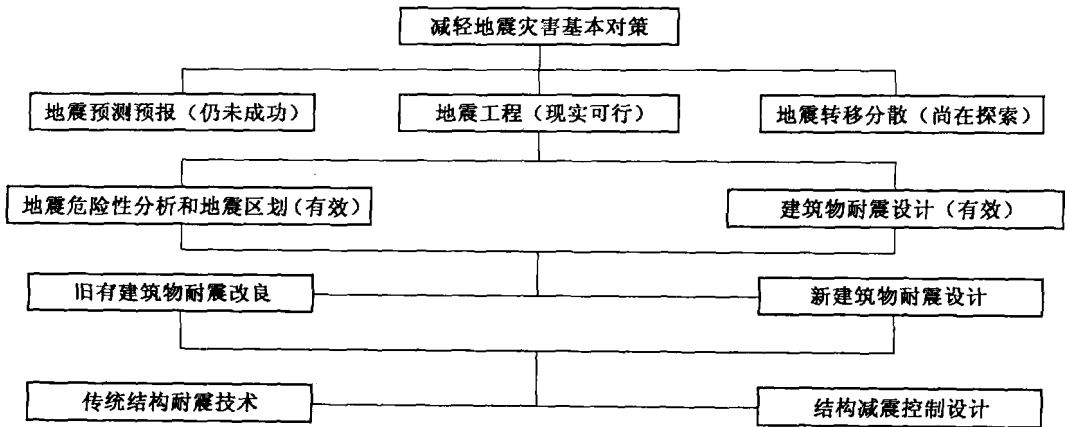 减轻地震灾害基本对策
地震预测预报（仍未成功）
地震工程（现实可行）
地震转移分散（尚在探索）
地震危险性分析和地震区划(有效)
建筑物耐震设计（有效）
旧有建筑物耐震改良
新建筑物耐震设计
传统结构耐震技术
结构减震控制设计